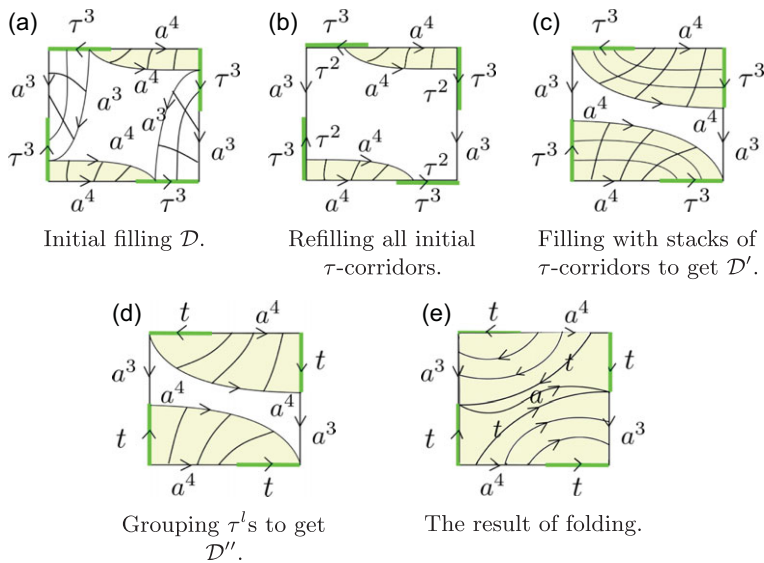 (a) τ³ a⁴ (b) τ³ a⁴ (c) τ³ a⁴
a³ a³ a⁴ τ³ a³ τ² a⁴ τ² τ³ a³ τ³
a⁴ a³ a³ a⁴ a⁴ a³
τ³ a⁴ τ³ τ³ τ² a⁴ τ² τ³ a³ τ³ a⁴ τ³
Initial filling 𝒟.
Refilling all initial
τ-corridors.
Filling with stacks of
τ-corridors to get 𝒟′.
(d) t a⁴ (e) t a⁴
a³ t a³ t t
a⁴ a⁴ a
t a³ t t a³
a⁴ t a⁴ t
Grouping τˡs to get
𝒟″.
The result of folding.